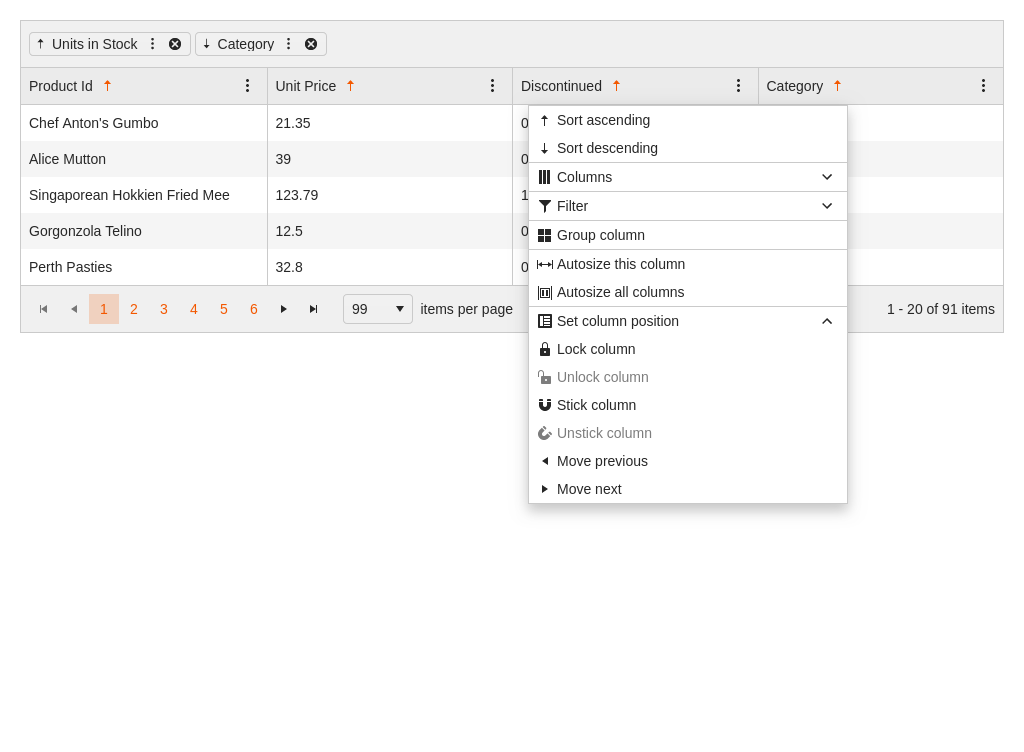 Units in Stock Category
Product Id Unit Price Discontinued Category
Chef Anton's Gumbo 21.35 0
Alice Mutton 39 0
Singaporean Hokkien Fried Mee 123.79 1
Gorgonzola Telino 12.5 0
Perth Pasties 32.8 0
1 2 3 4 5 6 99 items per page 1 - 20 of 91 items
Sort ascending
Sort descending
Columns
Filter
Group column
Autosize this column
Autosize all columns
Set column position
Lock column
Unlock column
Stick column
Unstick column
Move previous
Move next